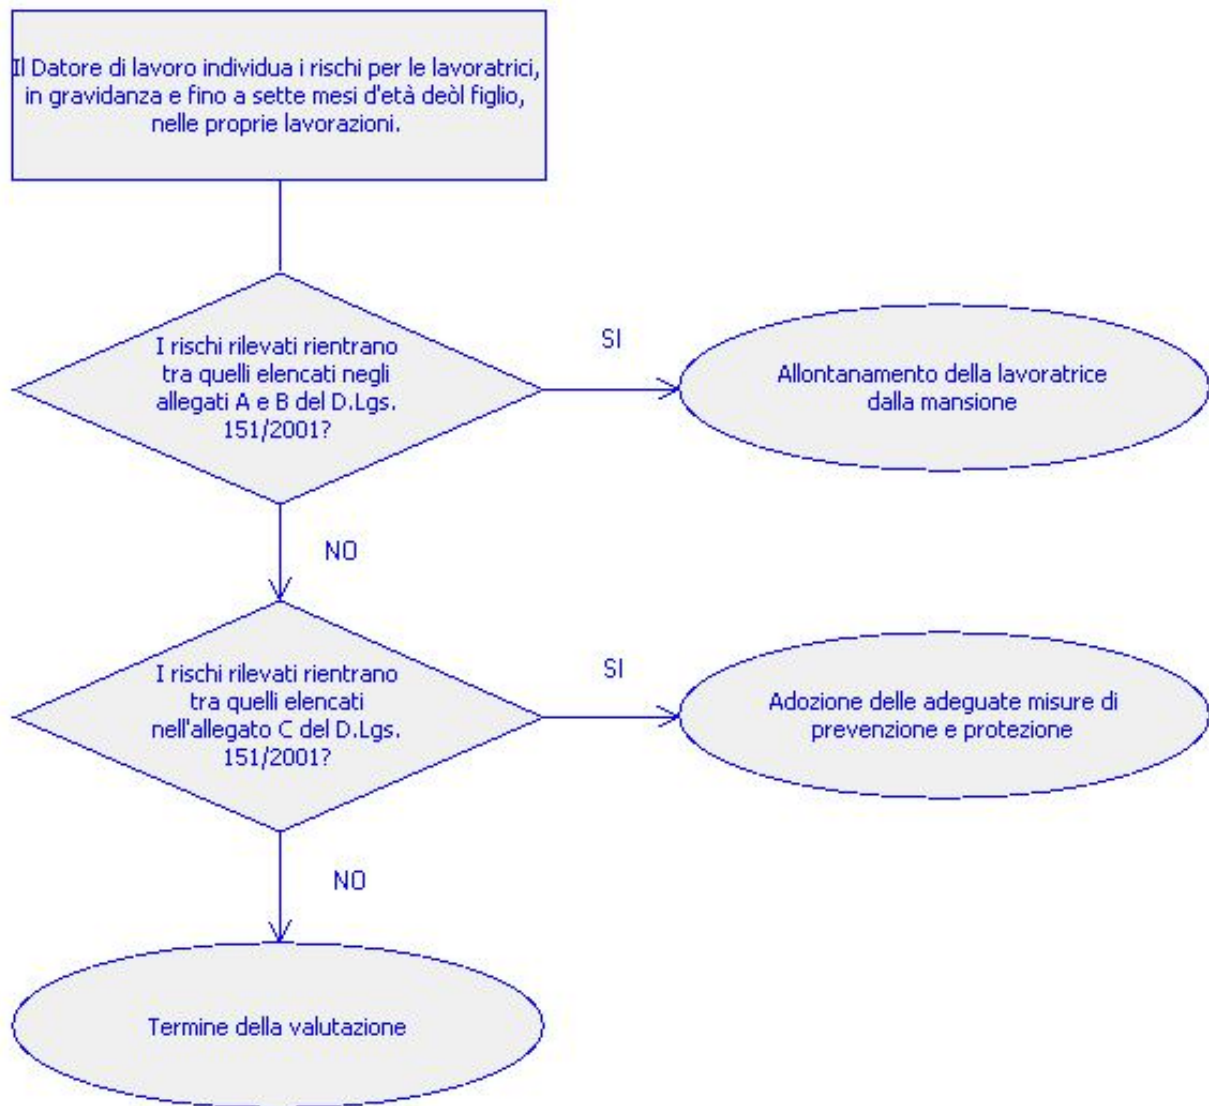 Il Datore di lavoro individua i rischi per le lavoratrici,
in gravidanza e fino a sette mesi d'età deòl figlio,
nelle proprie lavorazioni.
I rischi rilevati rientrano
tra quelli elencati negli
allegati A e B del D.Lgs.
151/2001?
SI
Allontanamento della lavoratrice
dalla mansione
NO
I rischi rilevati rientrano
tra quelli elencati
nell'allegato C del D.Lgs.
151/2001?
SI
Adozione delle adeguate misure di
prevenzione e protezione
NO
Termine della valutazione